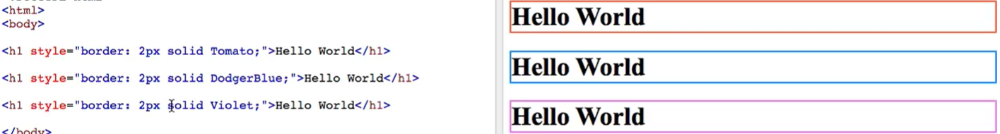 <html>
<body>
<h1 style="border: 2px solid Tomato;">Hello World</h1>
<h1 style="border: 2px solid DodgerBlue;">Hello World</h1>
<h1 style="border: 2px solid Violet;">Hello World</h1>
</body>
Hello World
Hello World
Hello World